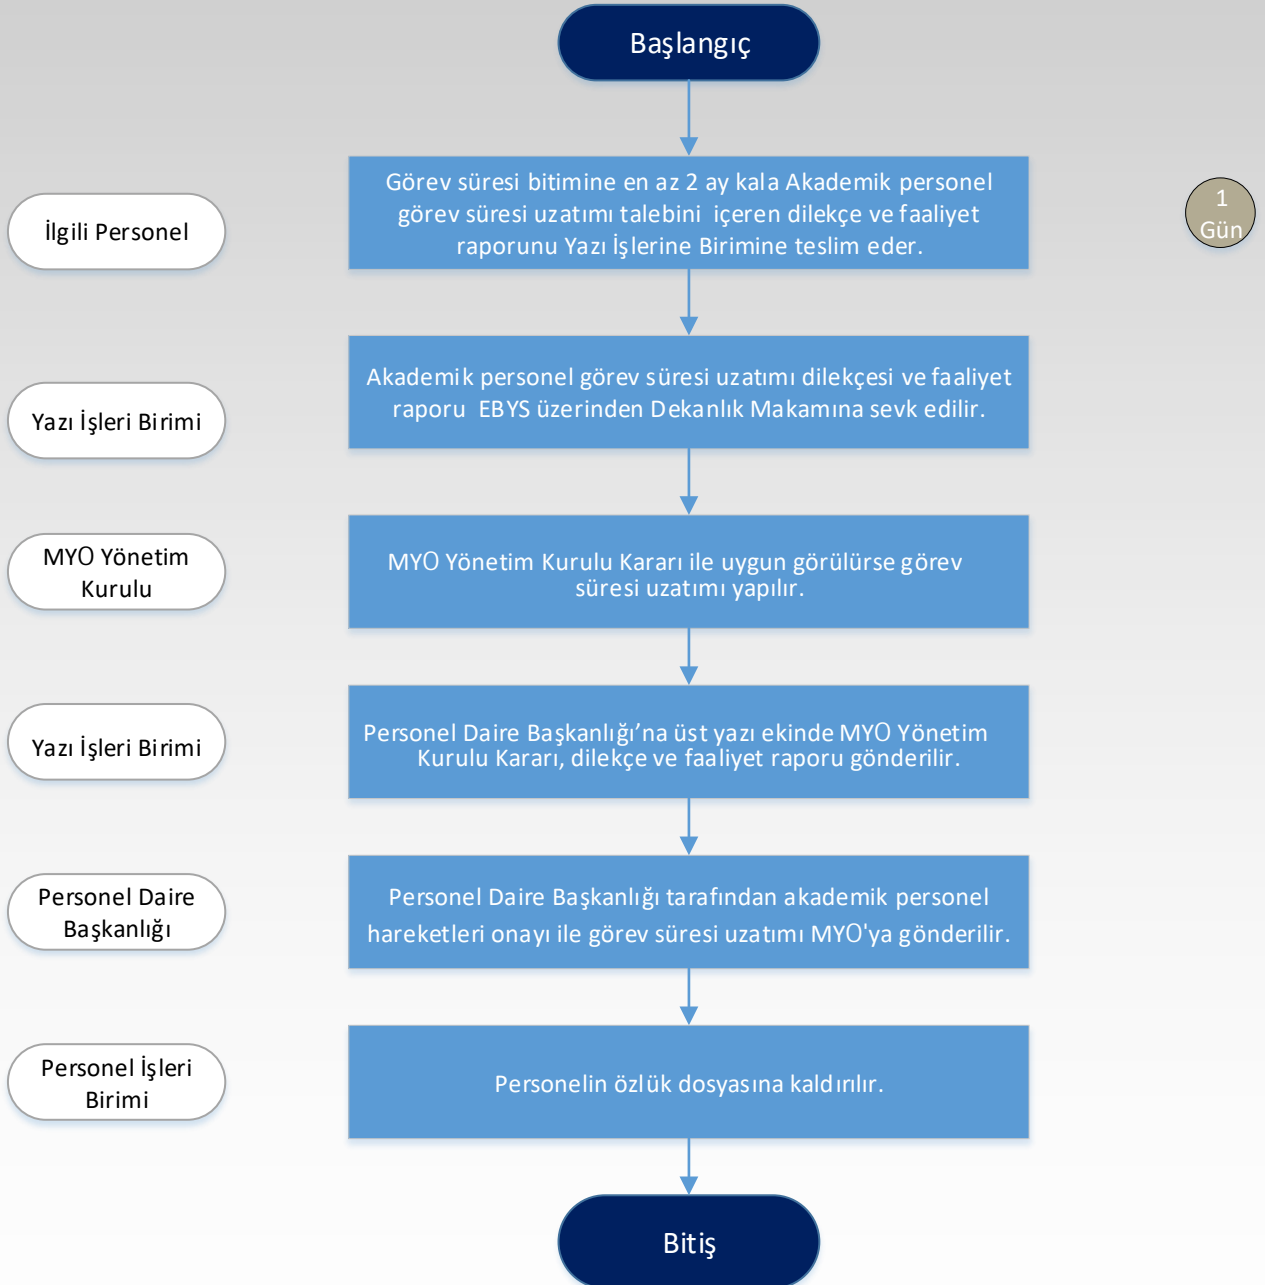 Başlangıç
İlgili Personel
Görev süresi bitimine en az 2 ay kala Akademik personel
görev süresi uzatımı talebini içeren dilekçe ve faaliyet
raporunu Yazı İşlerine Birimine teslim eder.
1
Gün
Yazı İşleri Birimi
Akademik personel görev süresi uzatımı dilekçesi ve faaliyet
raporu EBYS üzerinden Dekanlık Makamına sevk edilir.
MYO Yönetim
Kurulu
MYO Yönetim Kurulu Kararı ile uygun görülürse görev
süresi uzatımı yapılır.
Yazı İşleri Birimi
Personel Daire Başkanlığı’na üst yazı ekinde MYO Yönetim
Kurulu Kararı, dilekçe ve faaliyet raporu gönderilir.
Personel Daire
Başkanlığı
Personel Daire Başkanlığı tarafından akademik personel
hareketleri onayı ile görev süresi uzatımı MYO'ya gönderilir.
Personel İşleri
Birimi
Personelin özlük dosyasına kaldırılır.
Bitiş